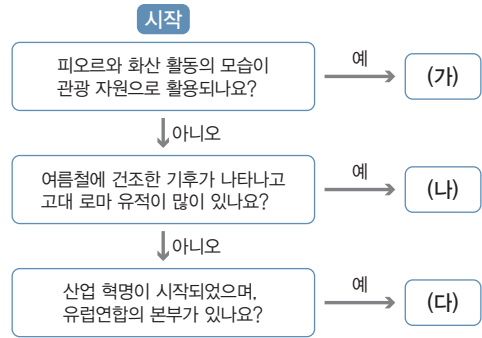 시작
피오르와 화산 활동의 모습이
관광 자원으로 활용되나요?
예
(가)
아니오
여름철에 건조한 기후가 나타나고
고대 로마 유적이 많이 있나요?
예
(나)
아니오
산업 혁명이 시작되었으며,
유럽연합의 본부가 있나요?
예
(다)